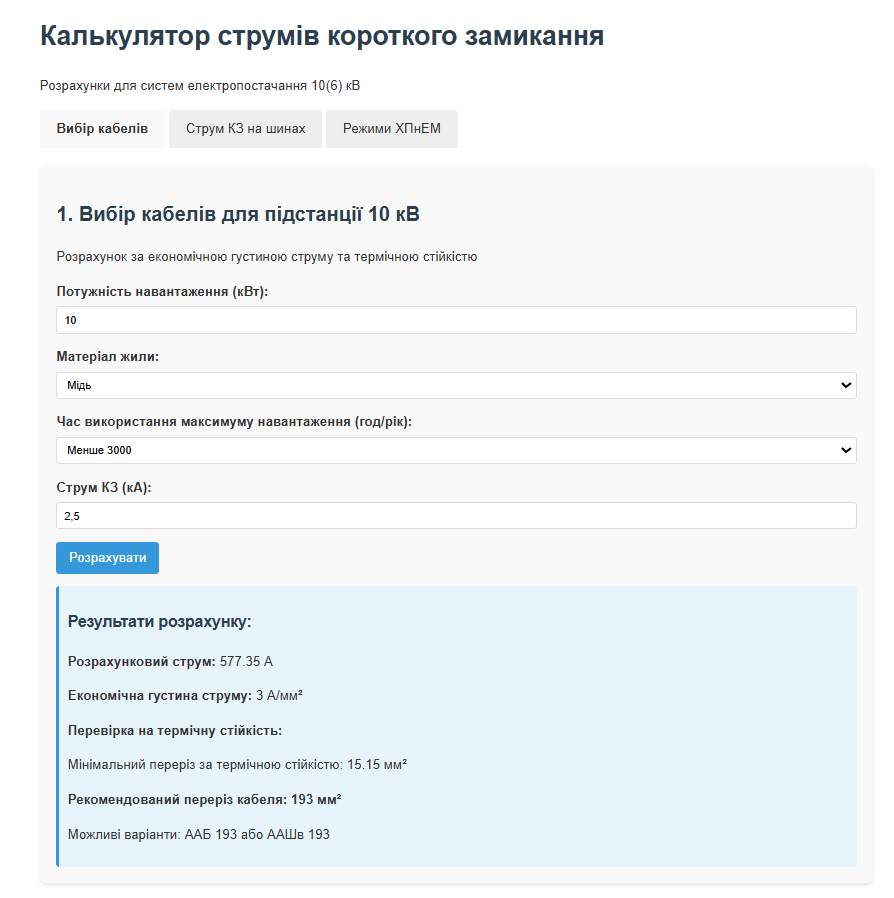 Калькулятор струмів короткого замикання
Розрахунки для систем електропостачання 10(6) кВ
Вибір кабелів
Струм КЗ на шинах
Режими ХПнЕМ
1. Вибір кабелів для підстанції 10 кВ
Розрахунок за економічною густиною струму та термічною стійкістю
Потужність навантаження (кВт):
10
Матеріал жили:
Мідь
Час використання максимуму навантаження (год/рік):
Менше 3000
Струм КЗ (кА):
2,5
Розрахувати
Результати розрахунку:
Розрахунковий струм: 577.35 А
Економічна густина струму: 3 А/мм²
Перевірка на термічну стійкість:
Мінімальний переріз за термічною стійкістю: 15.15 мм²
Рекомендований переріз кабеля: 193 мм²
Можливі варіанти: ААБ 193 або ААШв 193